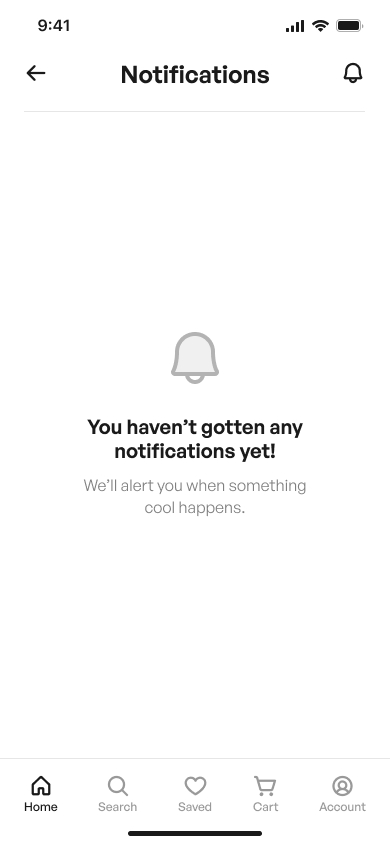 9:41
Notifications
You haven’t gotten any
notifications yet!
We’ll alert you when something
cool happens.
Home
Search
Saved
Cart
Account